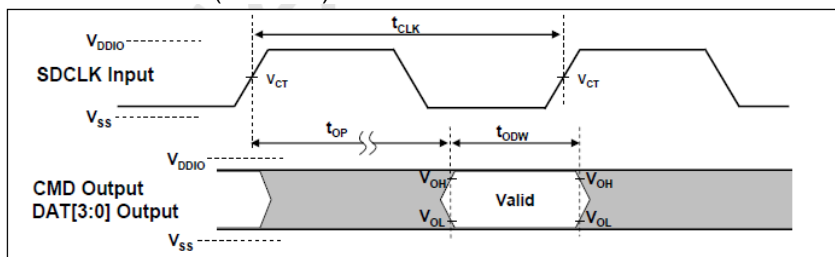 tCLK
VDDIO
SDCLK Input
VCT
VCT
VSS
tOP
tODW
VDDIO
CMD Output
DAT[3:0] Output
VOH
Valid
VOH
VOL
VOL
VSS